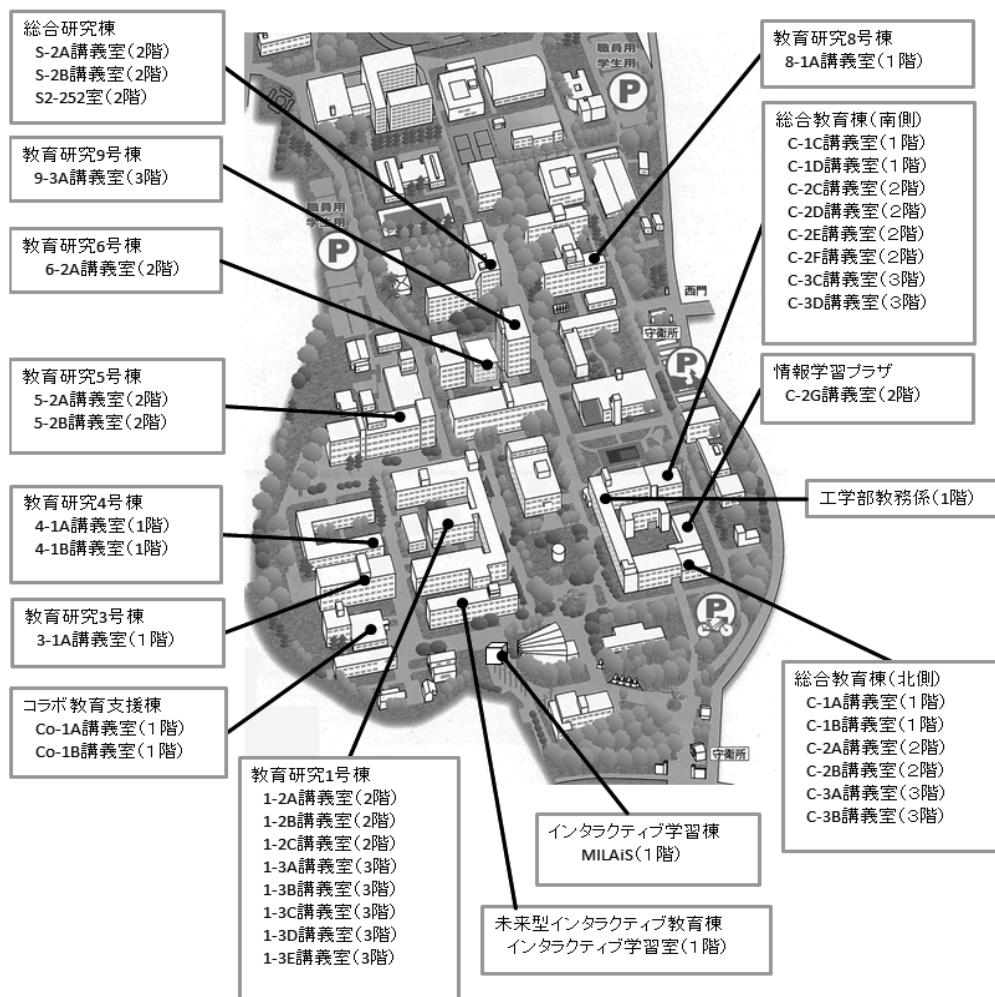 総合研究棟
S-2A講義室(2階)
S-2B講義室(2階)
S2-252室(2階)
教育研究9号棟
9-3A講義室(3階)
教育研究6号棟
6-2A講義室(2階)
教育研究5号棟
5-2A講義室(2階)
5-2B講義室(2階)
教育研究4号棟
4-1A講義室(1階)
4-1B講義室(1階)
教育研究3号棟
3-1A講義室(1階)
コラボ教育支援棟
Co-1A講義室(1階)
Co-1B講義室(1階)
教育研究1号棟
1-2A講義室(2階)
1-2B講義室(2階)
1-2C講義室(2階)
1-3A講義室(3階)
1-3B講義室(3階)
1-3C講義室(3階)
1-3D講義室(3階)
1-3E講義室(3階)
職員用
学生用
P
職員用
学生用
P
西門
守衛所
P
P
守衛所
インタラクティブ学習棟
MILAiS(1階)
未来型インタラクティブ教育棟
インタラクティブ学習室(1階)
教育研究8号棟
8-1A講義室(1階)
総合教育棟(南側)
C-1C講義室(1階)
C-1D講義室(1階)
C-2C講義室(2階)
C-2D講義室(2階)
C-2E講義室(2階)
C-2F講義室(2階)
C-3C講義室(3階)
C-3D講義室(3階)
情報学習プラザ
C-2G講義室(2階)
工学部教務係(1階)
総合教育棟(北側)
C-1A講義室(1階)
C-1B講義室(1階)
C-2A講義室(2階)
C-2B講義室(2階)
C-3A講義室(3階)
C-3B講義室(3階)